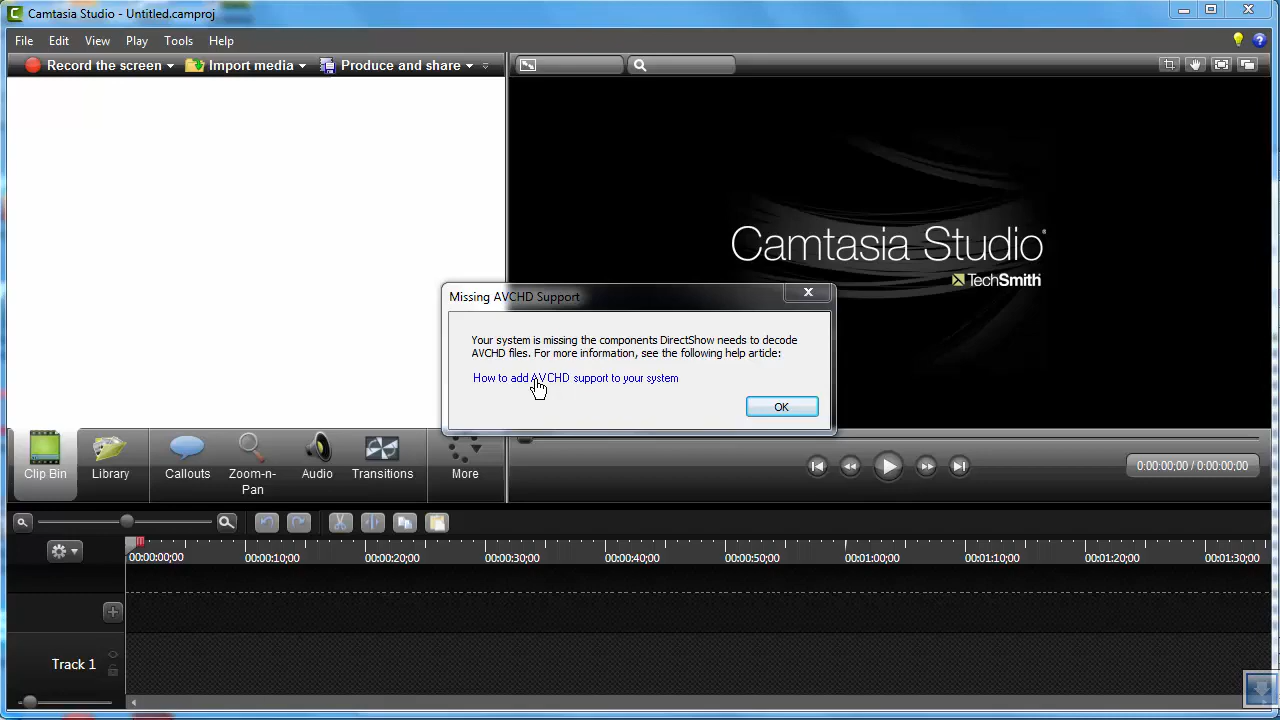 Camtasia Studio - Untitled.camproj
File Edit View Play Tools Help
Record the screen Import media Produce and share
Camtasia Studio®
TechSmith
Missing AVCHD Support
Your system is missing the components DirectShow needs to decode
AVCHD files. For more information, see the following help article:
How to add AVCHD support to your system
OK
Clip Bin Library Callouts Zoom-n-
Pan Audio Transitions More
0:00:00;00 / 0:00:00;00
00:00:00;00 00:00:10;00 00:00:20;00 00:00:30;00 00:00:40;00 00:00:50;00 00:01:00;00 00:01:10;00 00:01:20;00 00:01:30;00
Track 1